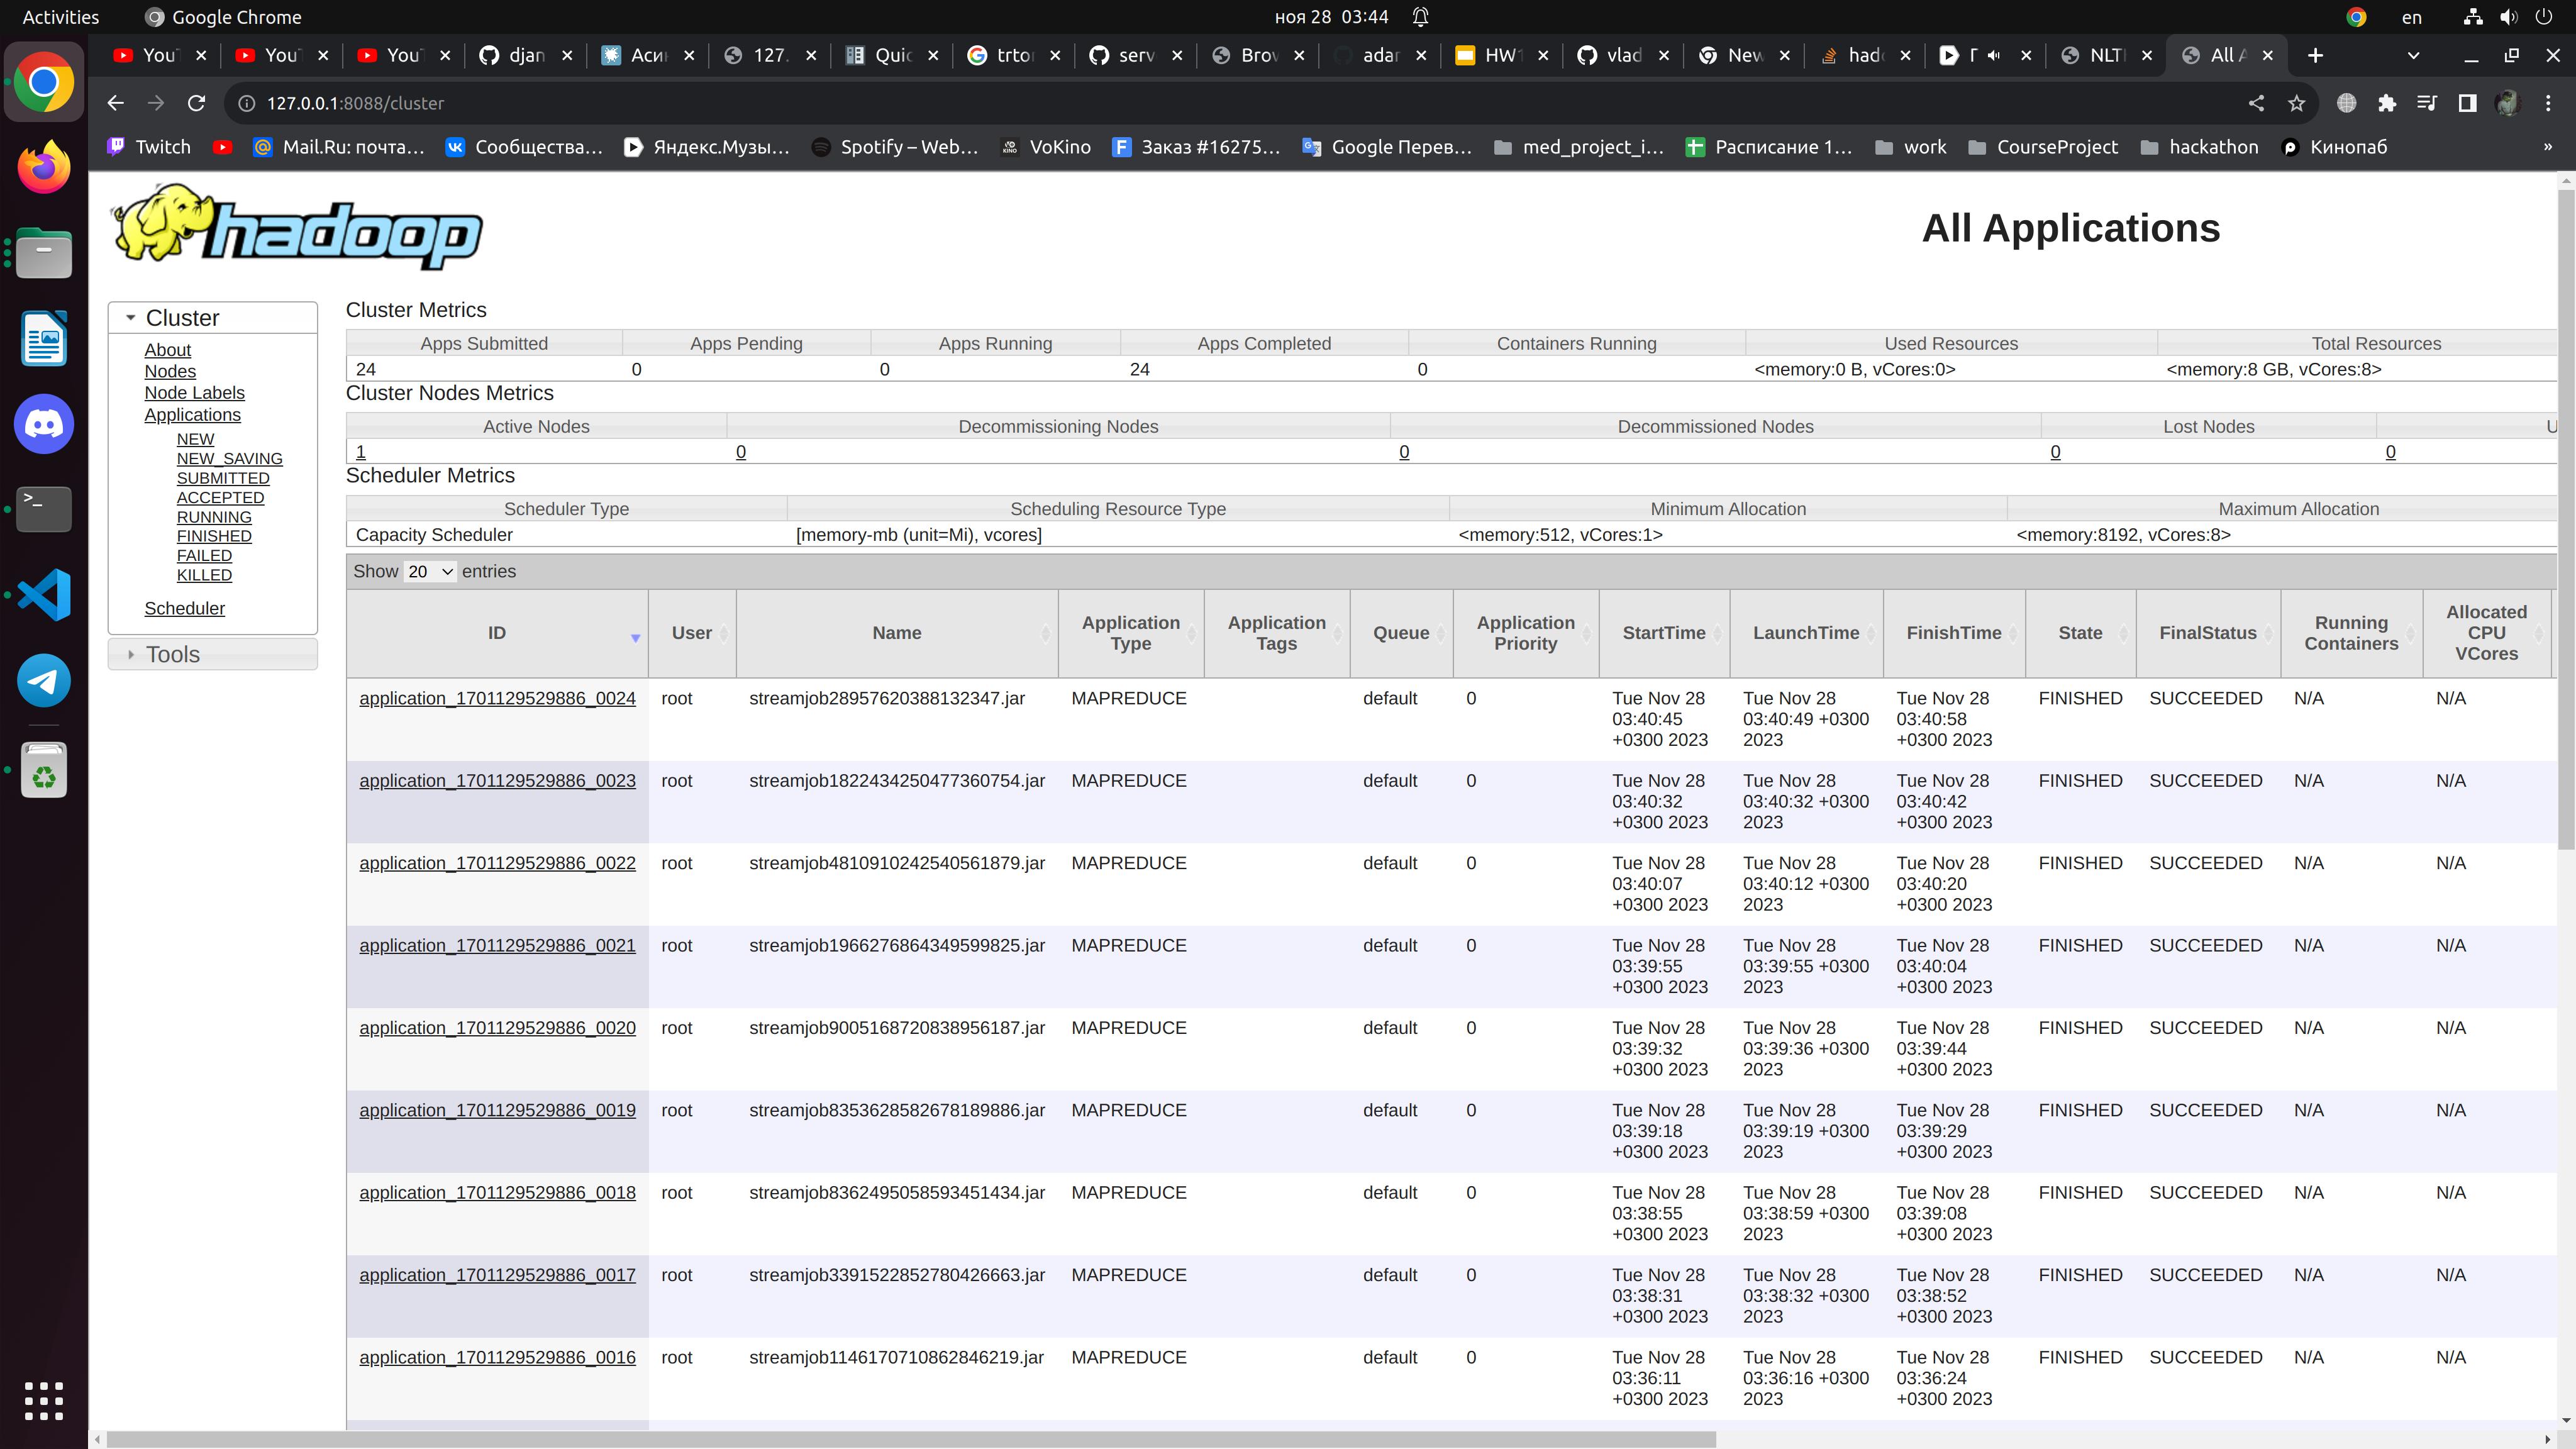 Activities Google Chrome ноя 28 03:44 en
You You You djan Асин 127. Quic trtor serv Brow adar HW1 vlad New hado NLTK All A
127.0.0.1:8088/cluster
Twitch Mail.Ru: почта… Сообщества… Яндекс.Музы… Spotify – Web… VoKino Заказ #16275… Google Перев… med_project_i… Расписание 1… work CourseProject hackathon Кинопаб »
hadoop
All Applications
Cluster
About
Nodes
Node Labels
Applications
NEW
NEW_SAVING
SUBMITTED
ACCEPTED
RUNNING
FINISHED
FAILED
KILLED
Scheduler
Tools
Cluster Metrics
Apps Submitted Apps Pending Apps Running Apps Completed Containers Running Used Resources Total Resources
24 0 0 24 0 <memory:0 B, vCores:0> <memory:8 GB, vCores:8>
Cluster Nodes Metrics
Active Nodes Decommissioning Nodes Decommissioned Nodes Lost Nodes U
1 0 0 0 0
Scheduler Metrics
Scheduler Type Scheduling Resource Type Minimum Allocation Maximum Allocation
Capacity Scheduler [memory-mb (unit=Mi), vcores] <memory:512, vCores:1> <memory:8192, vCores:8>
Show 20 entries
ID User Name Application Type Application Tags Queue Application Priority StartTime LaunchTime FinishTime State FinalStatus Running Containers Allocated CPU VCores
application_1701129529886_0024 root streamjob28957620388132347.jar MAPREDUCE default 0 Tue Nov 28 03:40:45 +0300 2023 Tue Nov 28 03:40:49 +0300 2023 Tue Nov 28 03:40:58 +0300 2023 FINISHED SUCCEEDED N/A N/A
application_1701129529886_0023 root streamjob1822434250477360754.jar MAPREDUCE default 0 Tue Nov 28 03:40:32 +0300 2023 Tue Nov 28 03:40:32 +0300 2023 Tue Nov 28 03:40:42 +0300 2023 FINISHED SUCCEEDED N/A N/A
application_1701129529886_0022 root streamjob4810910242540561879.jar MAPREDUCE default 0 Tue Nov 28 03:40:07 +0300 2023 Tue Nov 28 03:40:12 +0300 2023 Tue Nov 28 03:40:20 +0300 2023 FINISHED SUCCEEDED N/A N/A
application_1701129529886_0021 root streamjob1966276864349599825.jar MAPREDUCE default 0 Tue Nov 28 03:39:55 +0300 2023 Tue Nov 28 03:39:55 +0300 2023 Tue Nov 28 03:40:04 +0300 2023 FINISHED SUCCEEDED N/A N/A
application_1701129529886_0020 root streamjob9005168720838956187.jar MAPREDUCE default 0 Tue Nov 28 03:39:32 +0300 2023 Tue Nov 28 03:39:36 +0300 2023 Tue Nov 28 03:39:44 +0300 2023 FINISHED SUCCEEDED N/A N/A
application_1701129529886_0019 root streamjob8353628582678189886.jar MAPREDUCE default 0 Tue Nov 28 03:39:18 +0300 2023 Tue Nov 28 03:39:19 +0300 2023 Tue Nov 28 03:39:29 +0300 2023 FINISHED SUCCEEDED N/A N/A
application_1701129529886_0018 root streamjob8362495058593451434.jar MAPREDUCE default 0 Tue Nov 28 03:38:55 +0300 2023 Tue Nov 28 03:38:59 +0300 2023 Tue Nov 28 03:39:08 +0300 2023 FINISHED SUCCEEDED N/A N/A
application_1701129529886_0017 root streamjob3391522852780426663.jar MAPREDUCE default 0 Tue Nov 28 03:38:31 +0300 2023 Tue Nov 28 03:38:32 +0300 2023 Tue Nov 28 03:38:52 +0300 2023 FINISHED SUCCEEDED N/A N/A
application_1701129529886_0016 root streamjob1146170710862846219.jar MAPREDUCE default 0 Tue Nov 28 03:36:11 +0300 2023 Tue Nov 28 03:36:16 +0300 2023 Tue Nov 28 03:36:24 +0300 2023 FINISHED SUCCEEDED N/A N/A